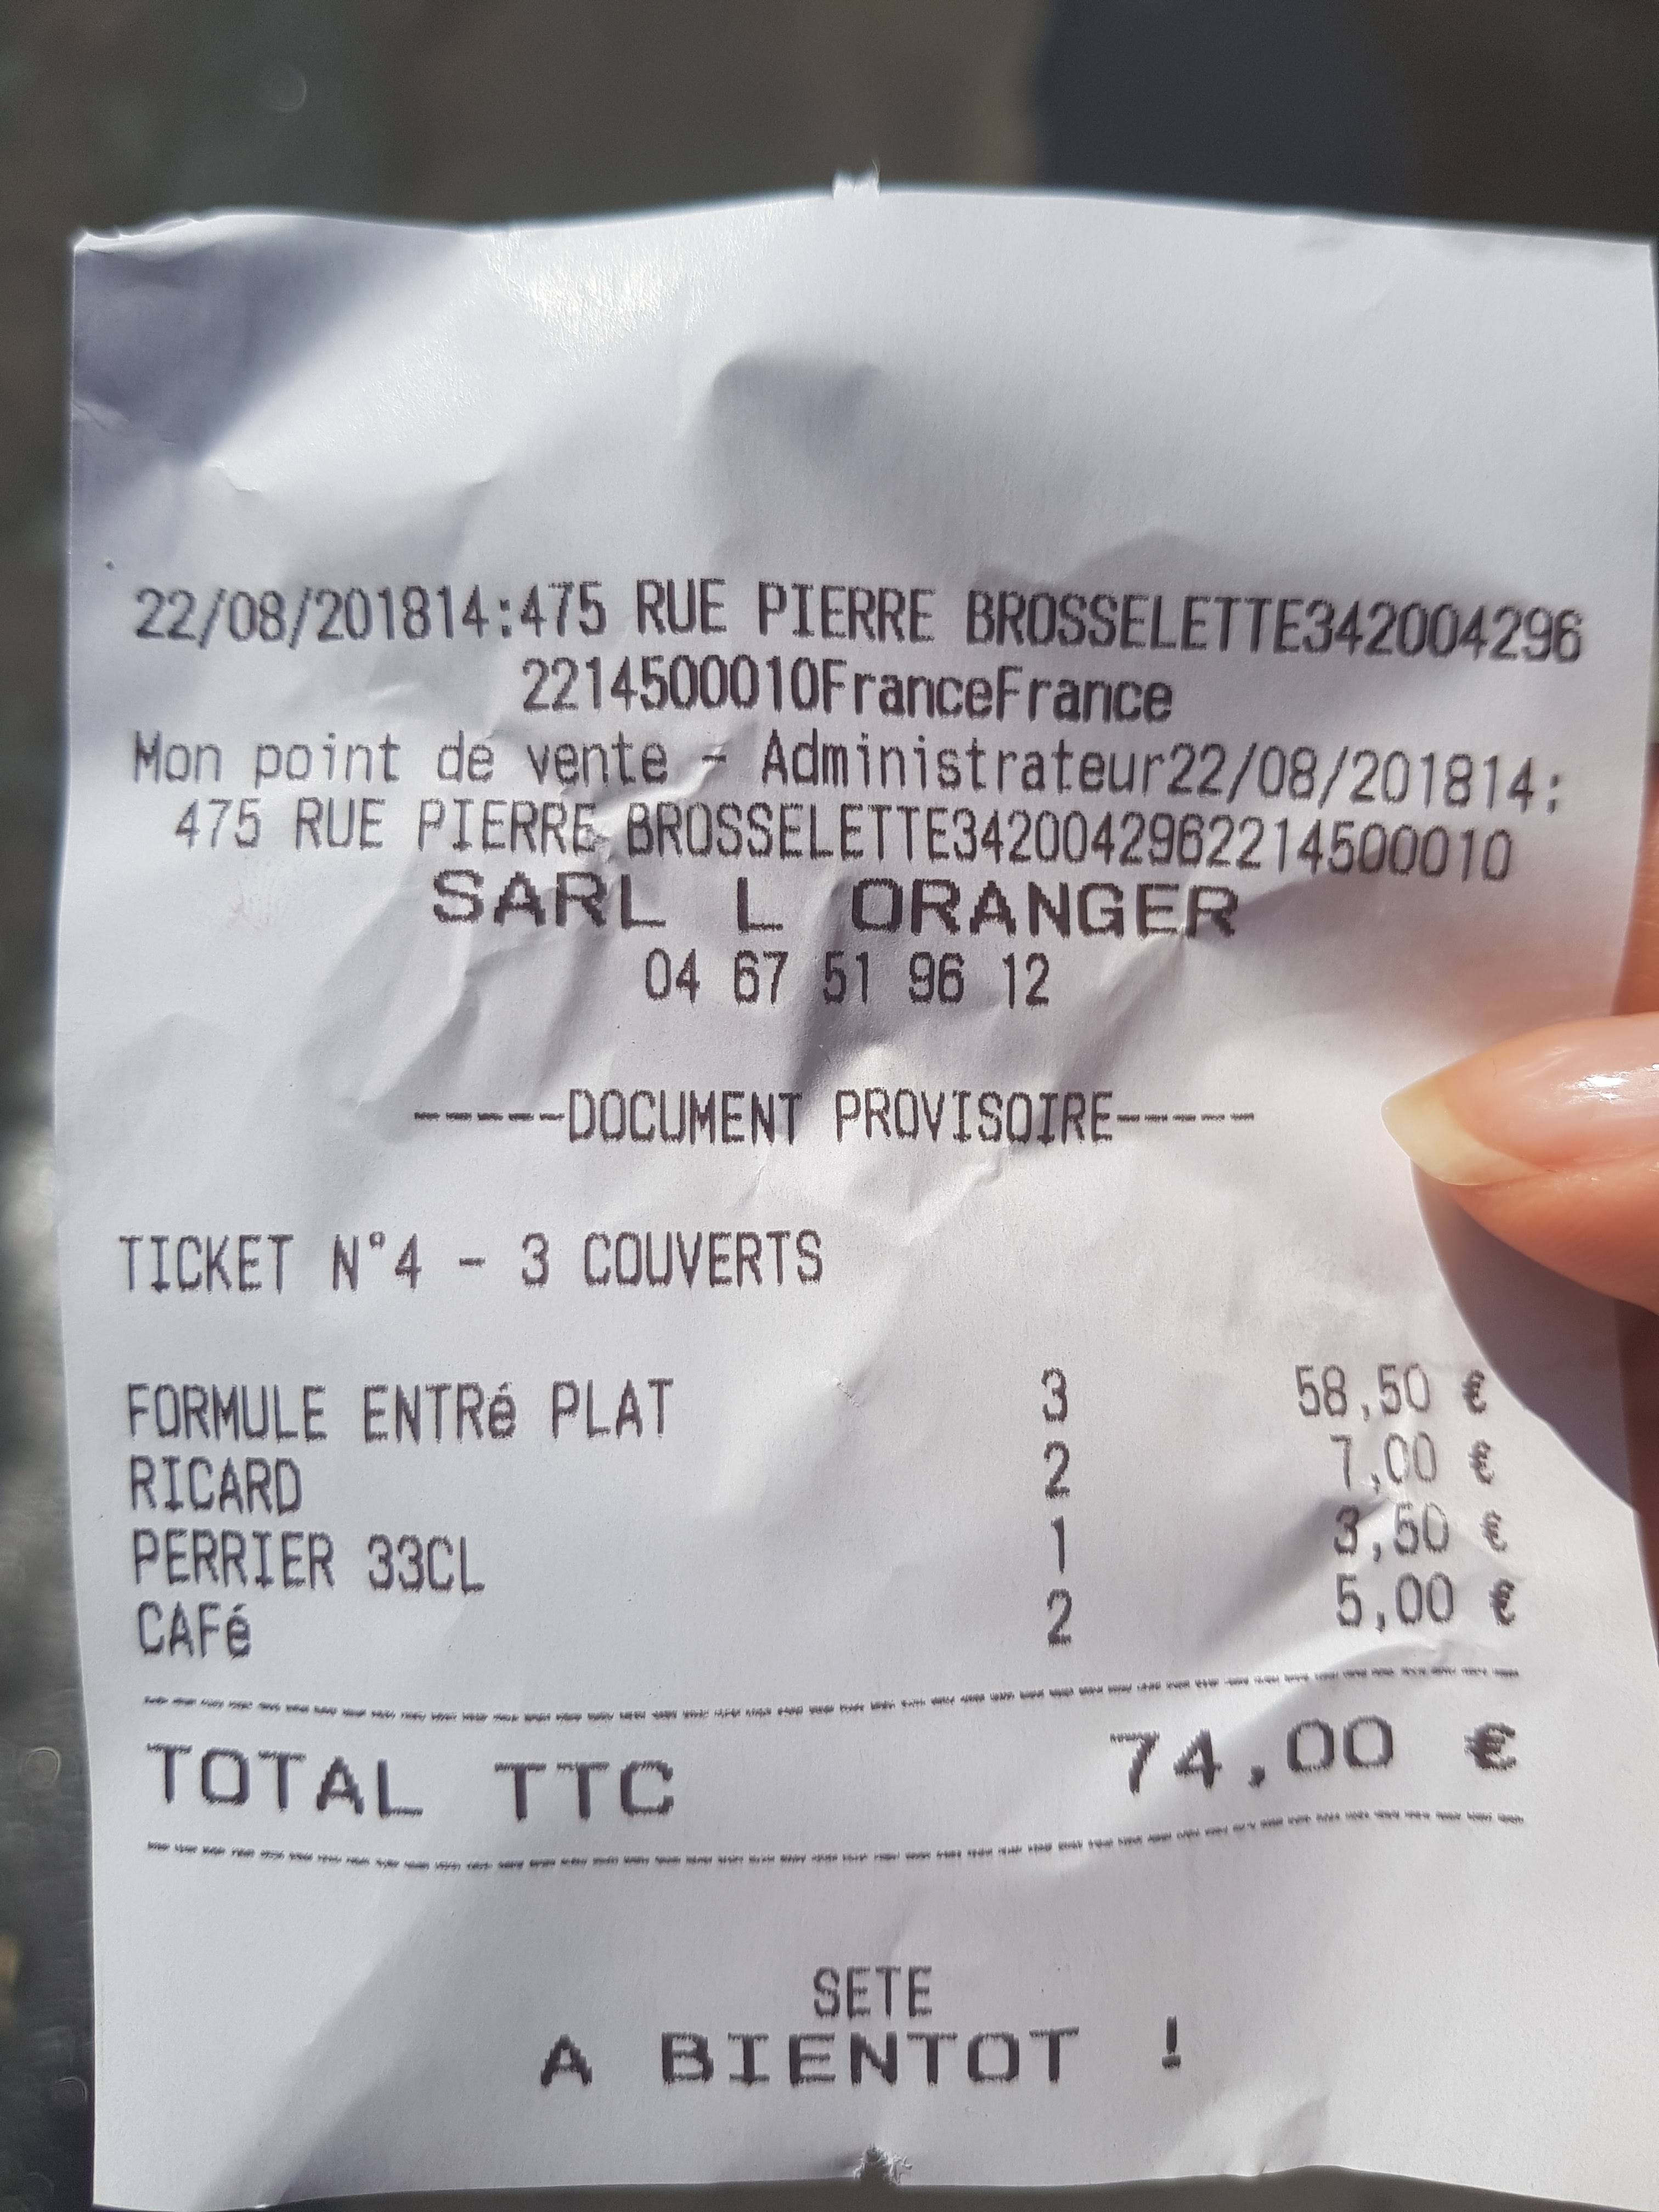 22/08/201814:475 RUE PIERRE BROSSELETTE342004296
2214500010FranceFrance
Mon point de vente - Administrateur22/08/201814:
475 RUE PIERRE BROSSELETTE3420042962214500010
SARL L ORANGER
04 67 51 96 12
-----DOCUMENT PROVISOIRE-----
TICKET N°4 - 3 COUVERTS
FORMULE ENTRé PLAT 3 58,50 €
RICARD 2 7,00 €
PERRIER 33CL 1 3,50 €
CAFé 2 5,00 €
TOTAL TTC 74,00 €
SETE
A BIENTOT !